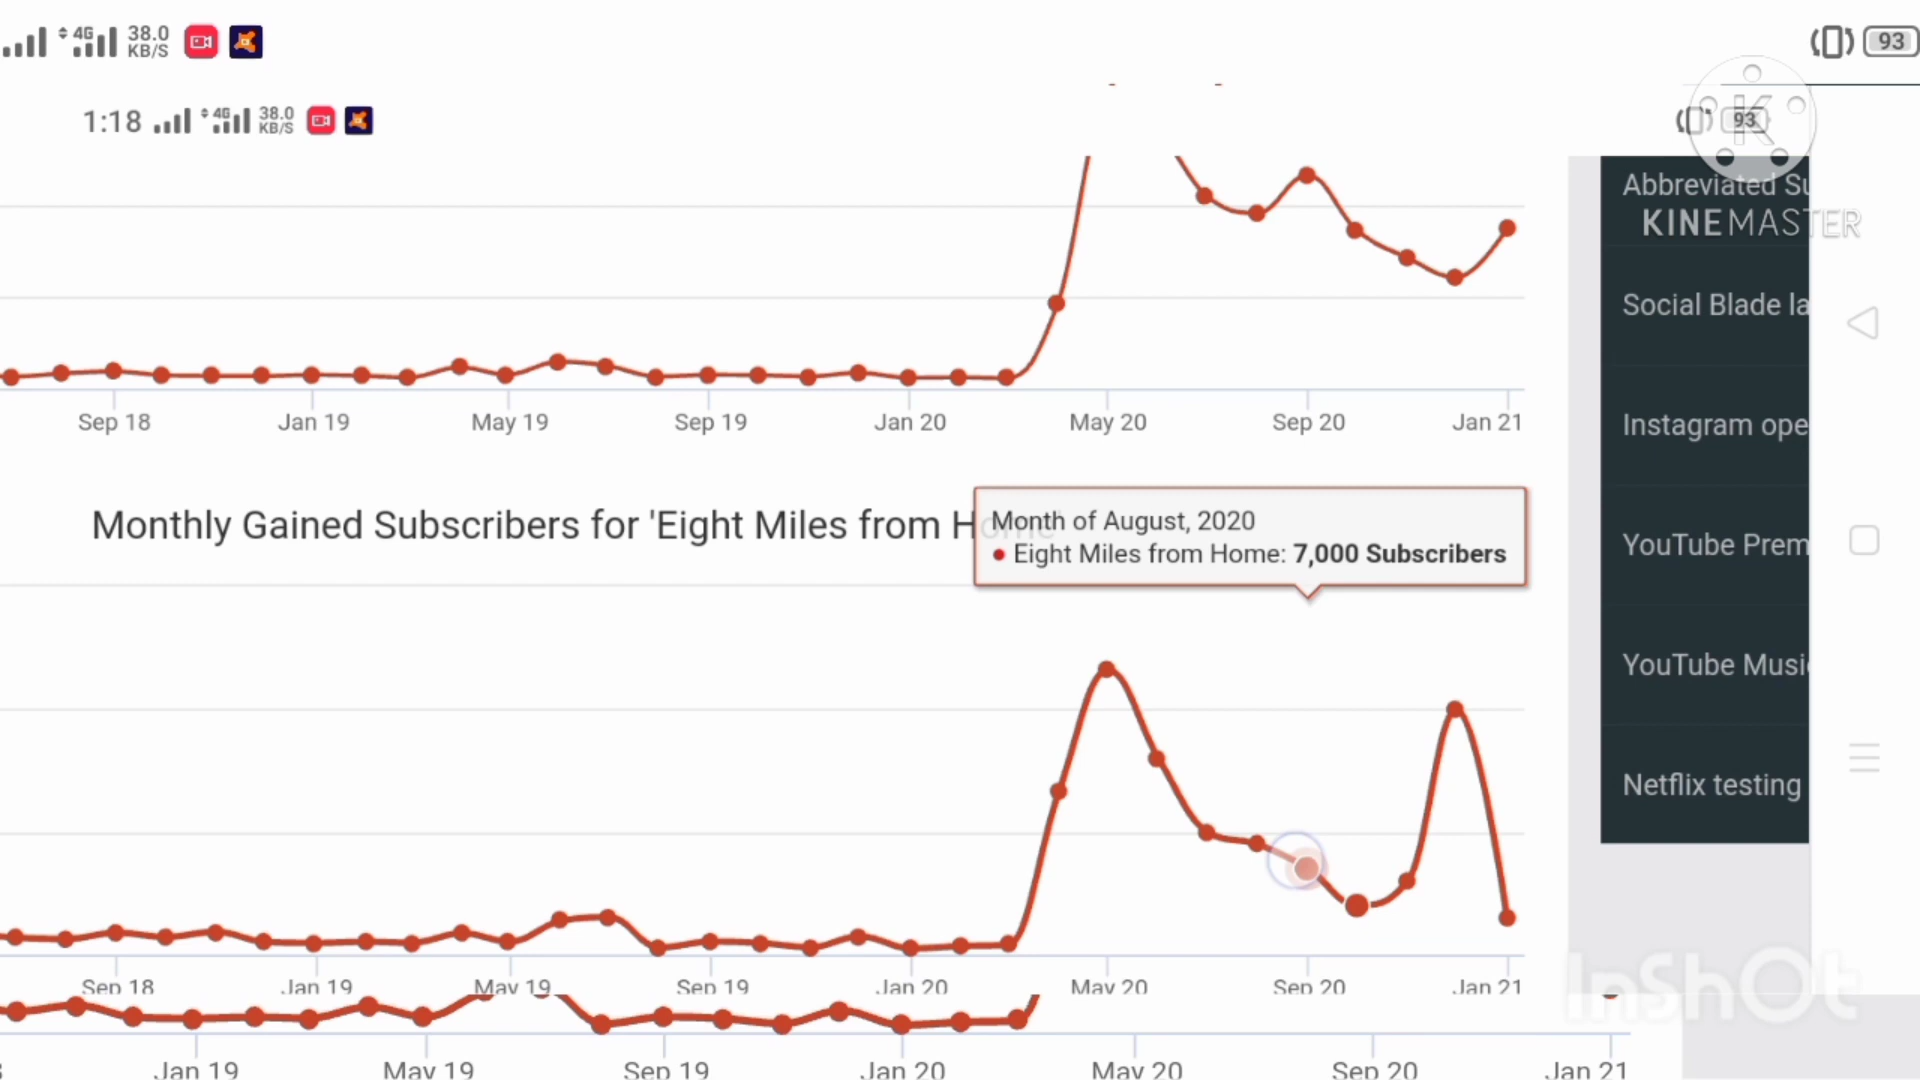 4G 38.0 KB/S 93
1:18 4G 38.0 KB/S 93
K
Abbreviated Su
KINEMASTER
Social Blade la
Sep 18 Jan 19 May 19 Sep 19 Jan 20 May 20 Sep 20 Jan 21
Instagram ope
Monthly Gained Subscribers for 'Eight Miles from H
Month of August, 2020
Eight Miles from Home: 7,000 Subscribers
YouTube Prem
YouTube Musi
Netflix testing
Sep 18 Jan 19 May 19 Sep 19 Jan 20 May 20 Sep 20 Jan 21
InShOt
Jan 19 May 19 Sep 19 Jan 20 May 20 Sep 20 Jan 21